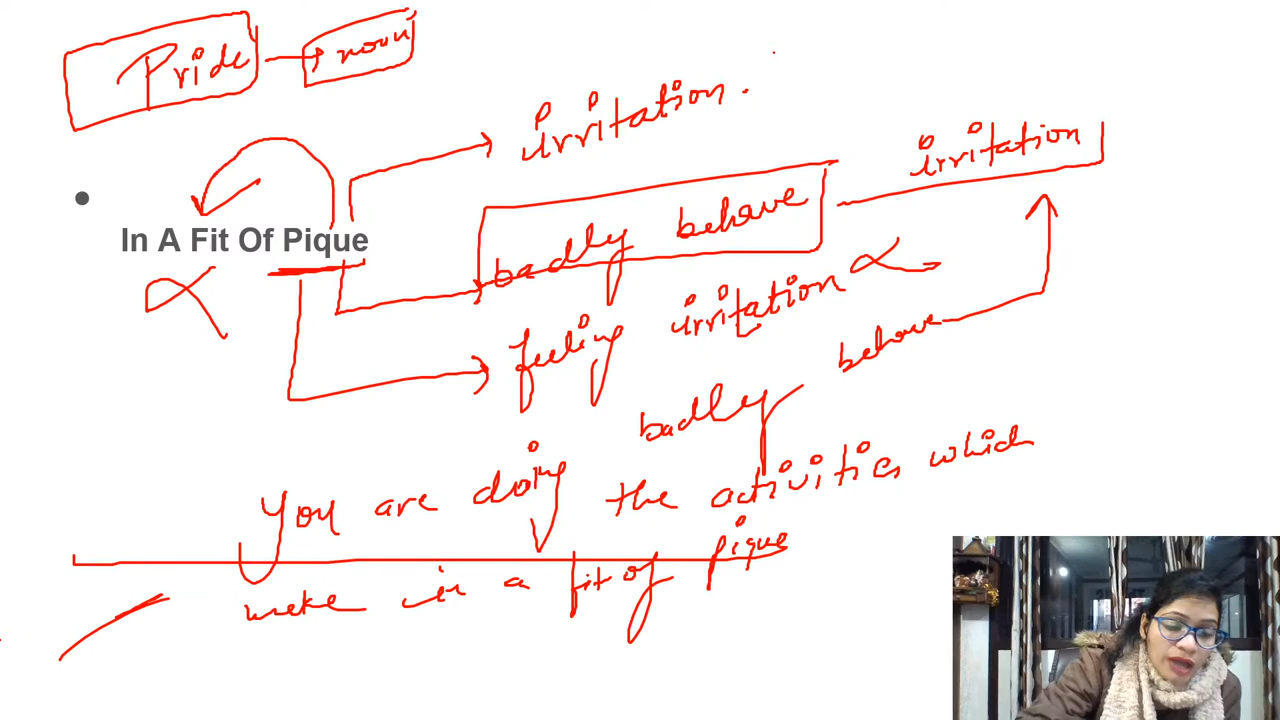 Pride → noun
irritation.
irritation
In A Fit Of Pique
badly behave
feeling irritation
badly behave
You are doing the activities which
make in a fit of pique